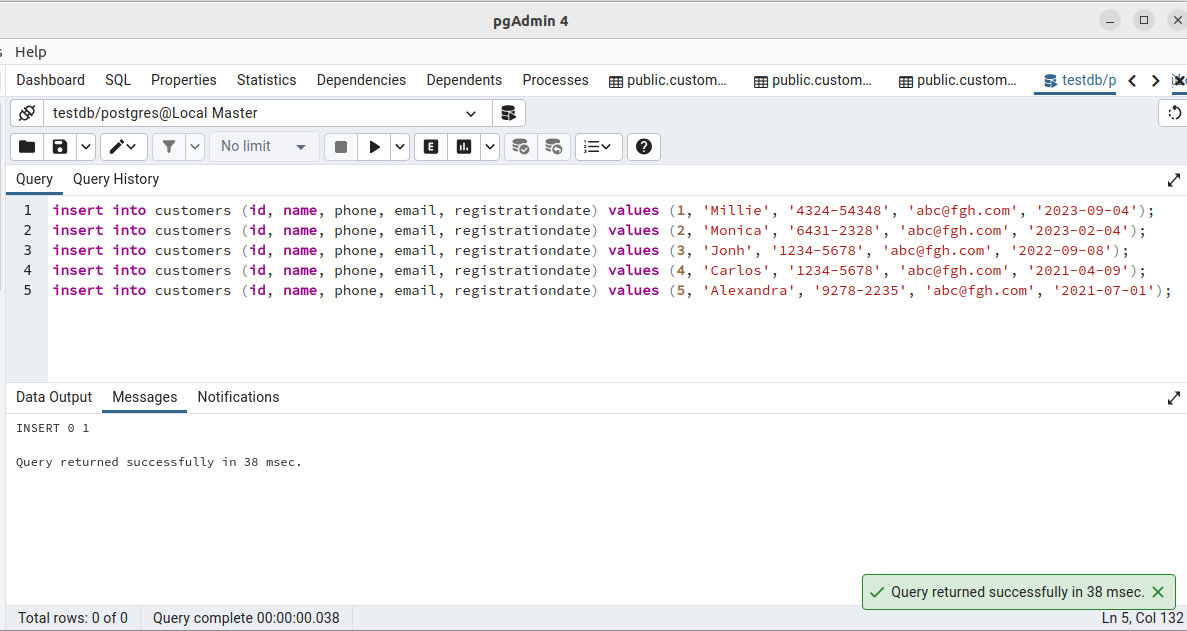 pgAdmin 4
s Help
Dashboard SQL Properties Statistics Dependencies Dependents Processes public.custom... public.custom... public.custom... testdb/p
testdb/postgres@Local Master
No limit E
Query Query History
1 insert into customers (id, name, phone, email, registrationdate) values (1, 'Millie', '4324-54348', 'abc@fgh.com', '2023-09-04');
2 insert into customers (id, name, phone, email, registrationdate) values (2, 'Monica', '6431-2328', 'abc@fgh.com', '2023-02-04');
3 insert into customers (id, name, phone, email, registrationdate) values (3, 'Jonh', '1234-5678', 'abc@fgh.com', '2022-09-08');
4 insert into customers (id, name, phone, email, registrationdate) values (4, 'Carlos', '1234-5678', 'abc@fgh.com', '2021-04-09');
5 insert into customers (id, name, phone, email, registrationdate) values (5, 'Alexandra', '9278-2235', 'abc@fgh.com', '2021-07-01');
Data Output Messages Notifications
INSERT 0 1
Query returned successfully in 38 msec.
Query returned successfully in 38 msec.
Total rows: 0 of 0 Query complete 00:00:00.038 Ln 5, Col 132